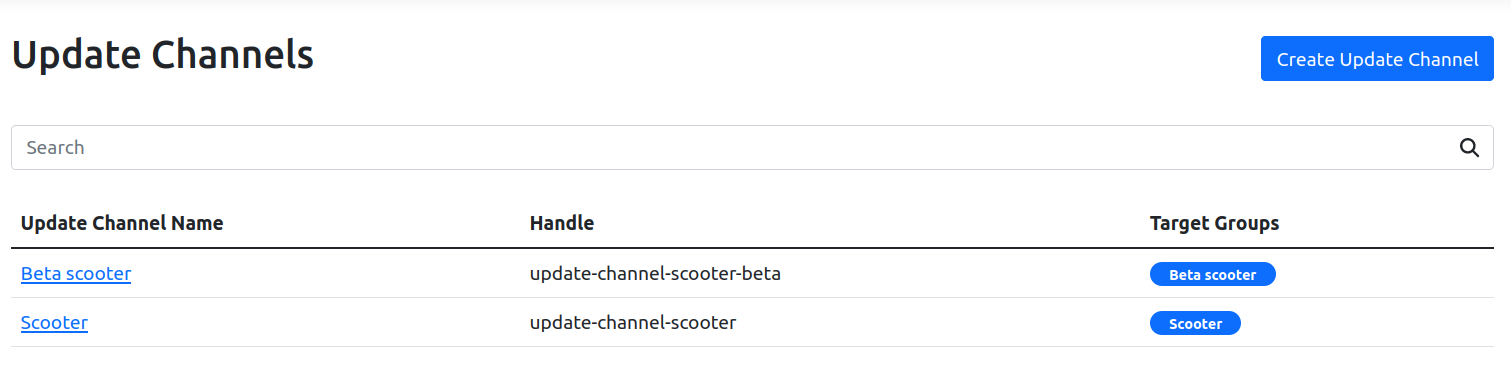 Update Channels
Create Update Channel
Search
Update Channel Name Handle Target Groups
Beta scooter update-channel-scooter-beta Beta scooter
Scooter update-channel-scooter Scooter